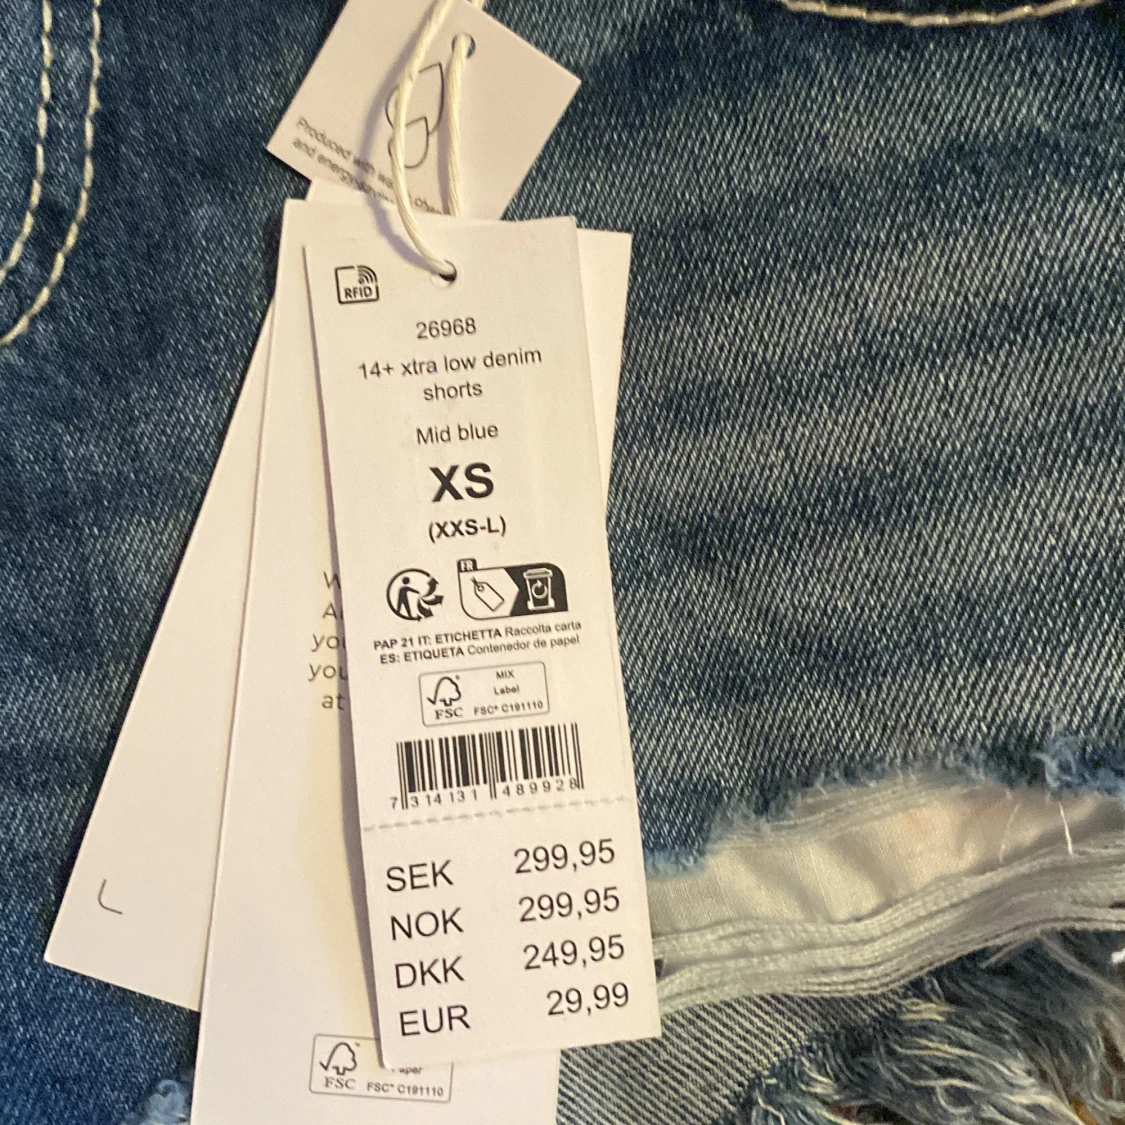 Produced with
and energy
RFID
26968
14+ xtra low denim
shorts
Mid blue
XS
(XXS-L)
FR
PAP 21 IT: ETICHETTA Raccolta carta
ES: ETIQUETA Contenedor de papel
MIX
Label
FSC FSC® C191110
7 314131 489928
SEK 299,95
NOK 299,95
DKK 249,95
EUR 29,99
you
at
FSC FSC® C191110